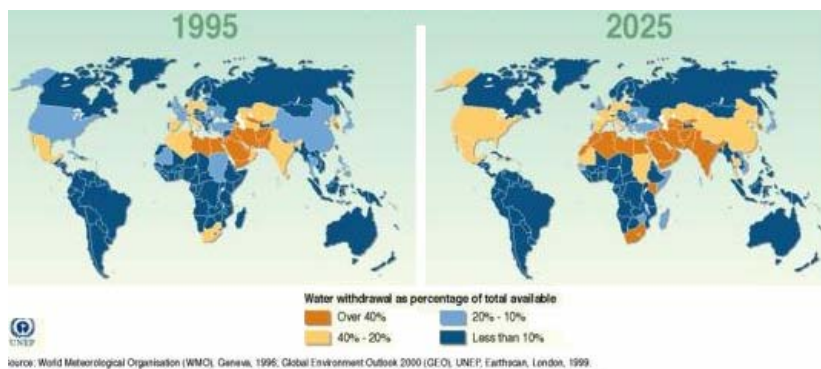 1995
2025
Water withdrawal as percentage of total available
Over 40%
20% - 10%
40% - 20%
Less than 10%
UNEP
ource: World Meteorological Organisation (WMO), Geneva, 1996; Global Environment Outlook 2000 (GEO), UNEP, Earthscan, London, 1999.